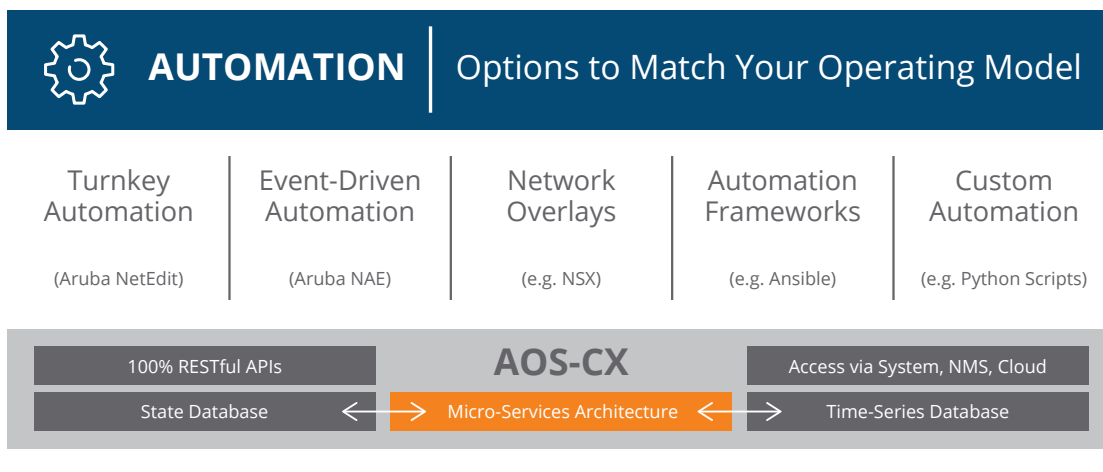 AUTOMATION
Options to Match Your Operating Model
Turnkey
Automation
(Aruba NetEdit)
Event-Driven
Automation
(Aruba NAE)
Network
Overlays
(e.g. NSX)
Automation
Frameworks
(e.g. Ansible)
Custom
Automation
(e.g. Python Scripts)
AOS-CX
100% RESTful APIs
Access via System, NMS, Cloud
State Database
Micro-Services Architecture
Time-Series Database